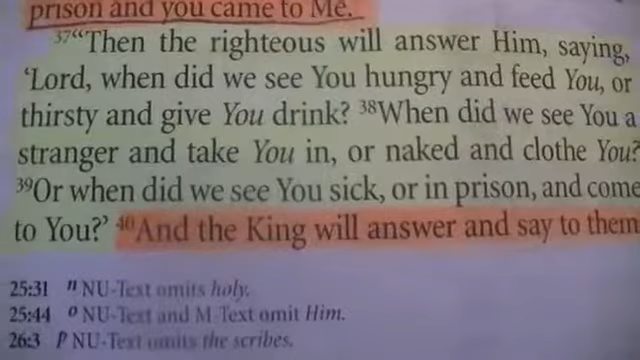 prison and you came to Me.
37“Then the righteous will answer Him, saying,
‘Lord, when did we see You hungry and feed You, or
thirsty and give You drink? 38When did we see You a
stranger and take You in, or naked and clothe You?
39Or when did we see You sick, or in prison, and come
to You?’ 40And the King will answer and say to them
25:31 n NU-Text omits holy.
25:44 o NU-Text and M-Text omit Him.
26:3 p NU-Text omits the scribes.